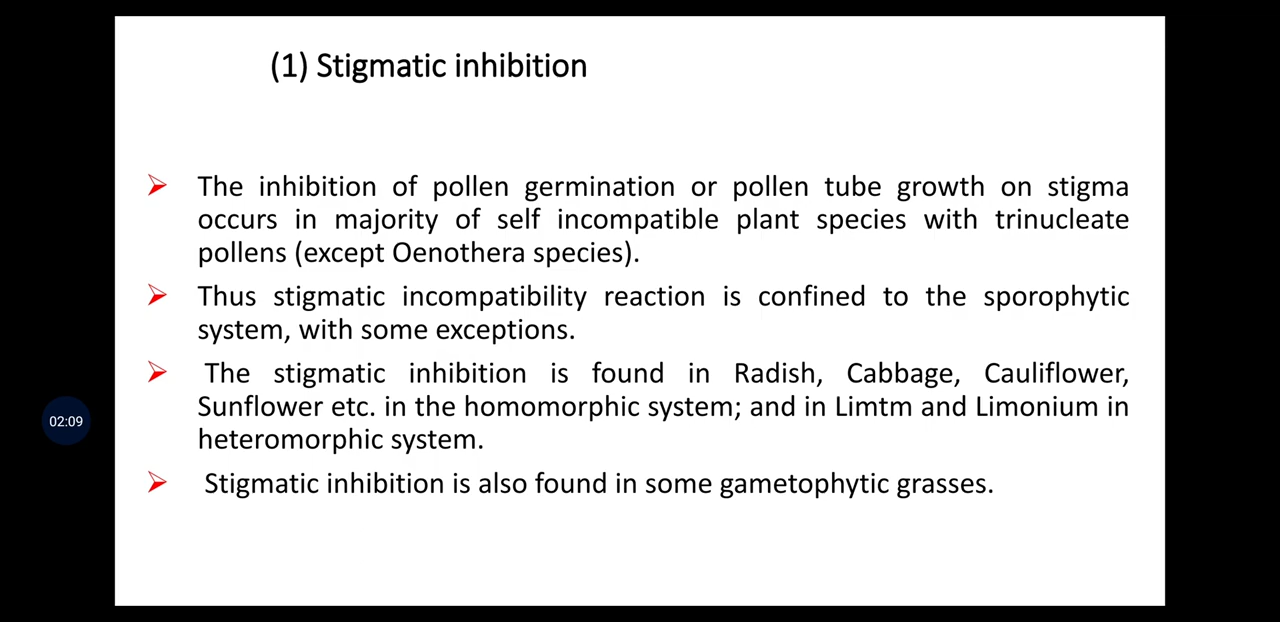 (1) Stigmatic inhibition
The inhibition of pollen germination or pollen tube growth on stigma
occurs in majority of self incompatible plant species with trinucleate
pollens (except Oenothera species).
Thus stigmatic incompatibility reaction is confined to the sporophytic
system, with some exceptions.
The stigmatic inhibition is found in Radish, Cabbage, Cauliflower,
Sunflower etc. in the homomorphic system; and in Limtm and Limonium in
heteromorphic system.
02:09
Stigmatic inhibition is also found in some gametophytic grasses.